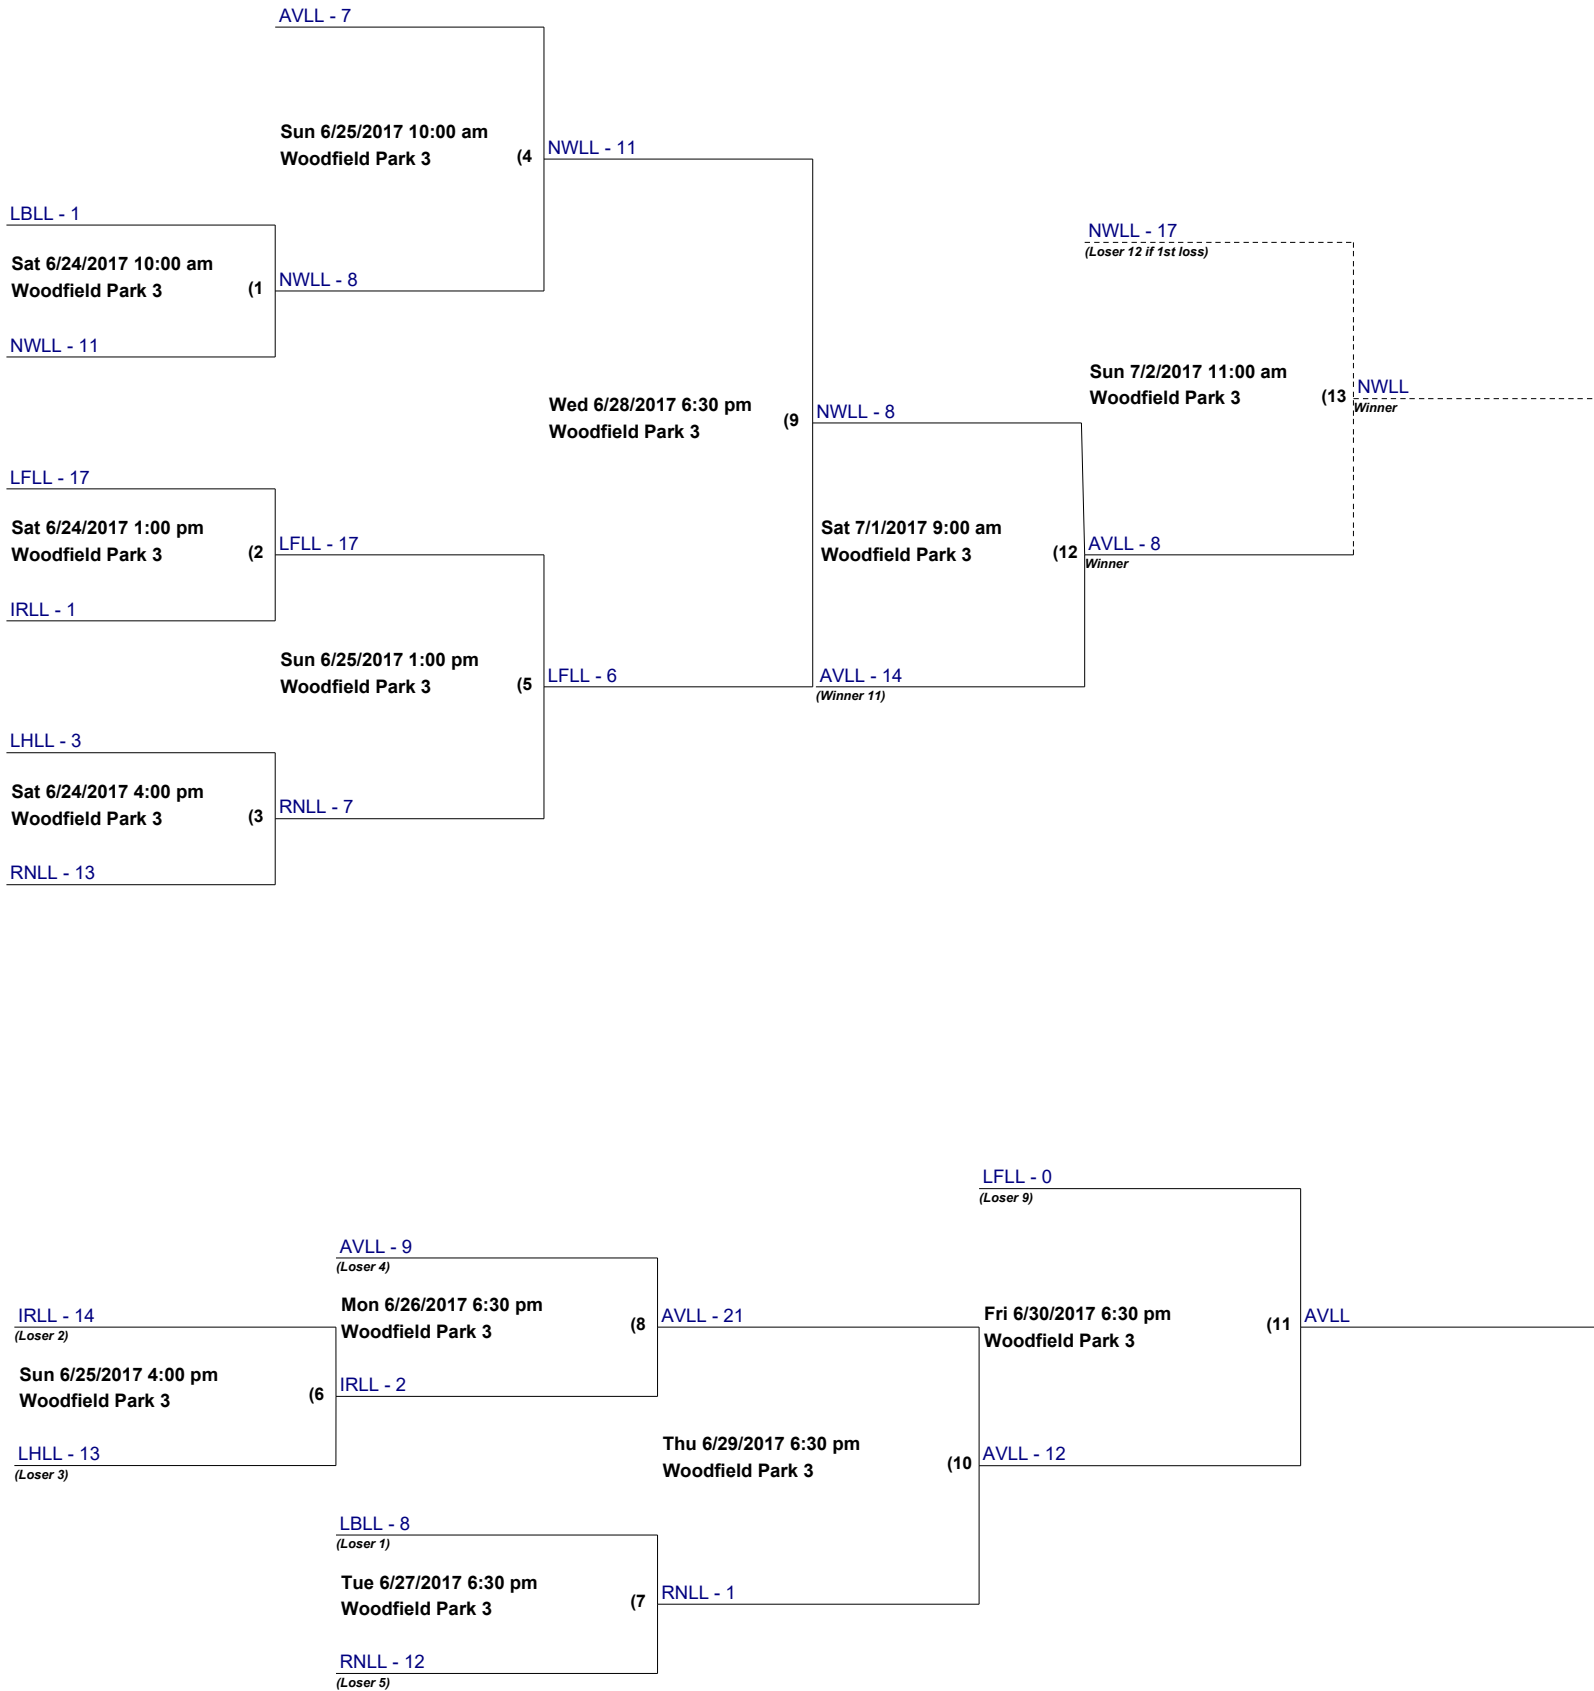 AVLL - 7
Sun 6/25/2017 10:00 am
Woodfield Park 3
(4
NWLL - 11
LBLL - 1
Sat 6/24/2017 10:00 am
Woodfield Park 3
(1
NWLL - 8
NWLL - 11
NWLL - 17
(Loser 12 if 1st loss)
Sun 7/2/2017 11:00 am
Woodfield Park 3
(13
NWLL
Winner
Wed 6/28/2017 6:30 pm
Woodfield Park 3
(9
NWLL - 8
LFLL - 17
Sat 6/24/2017 1:00 pm
Woodfield Park 3
(2
LFLL - 17
IRLL - 1
Sat 7/1/2017 9:00 am
Woodfield Park 3
(12
AVLL - 8
Winner
Sun 6/25/2017 1:00 pm
Woodfield Park 3
(5
LFLL - 6
AVLL - 14
(Winner 11)
LHLL - 3
Sat 6/24/2017 4:00 pm
Woodfield Park 3
(3
RNLL - 7
RNLL - 13
LFLL - 0
(Loser 9)
AVLL - 9
(Loser 4)
IRLL - 14
(Loser 2)
Mon 6/26/2017 6:30 pm
Woodfield Park 3
(8
AVLL - 21
Fri 6/30/2017 6:30 pm
Woodfield Park 3
(11
AVLL
Sun 6/25/2017 4:00 pm
Woodfield Park 3
(6
IRLL - 2
LHLL - 13
(Loser 3)
Thu 6/29/2017 6:30 pm
Woodfield Park 3
(10
AVLL - 12
LBLL - 8
(Loser 1)
Tue 6/27/2017 6:30 pm
Woodfield Park 3
(7
RNLL - 1
RNLL - 12
(Loser 5)